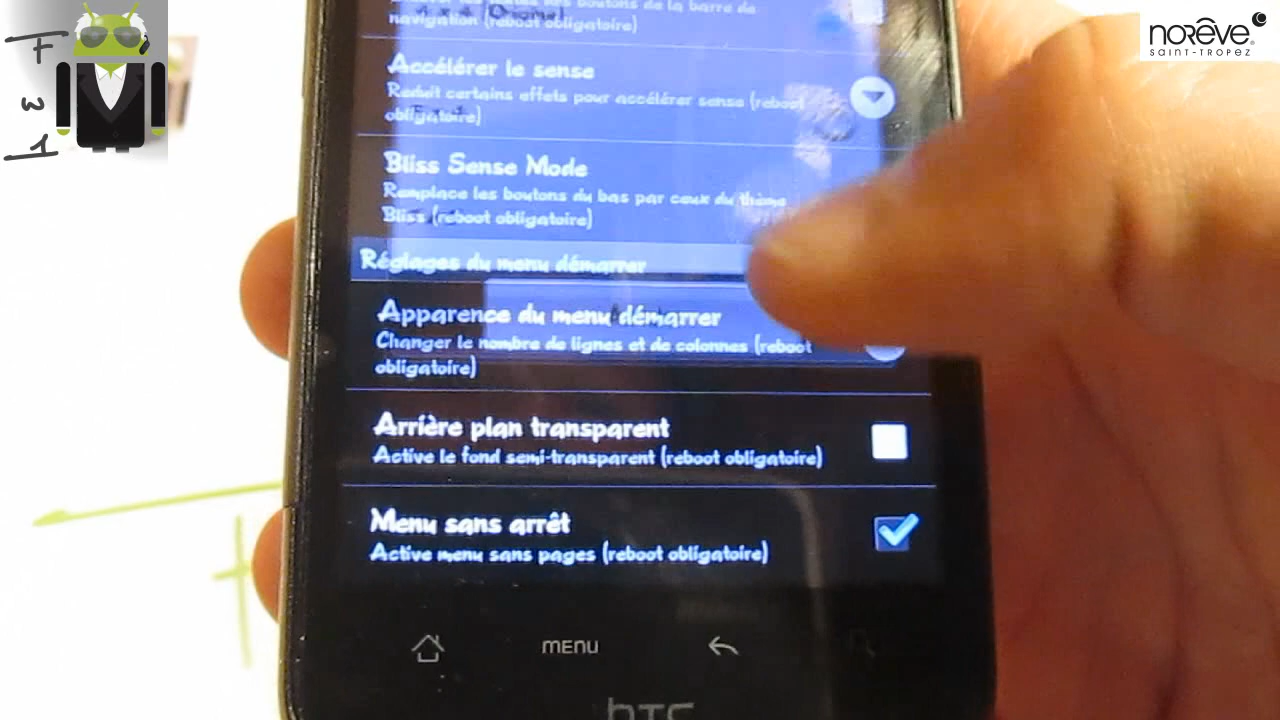 navigation (reboot obligatoire)
Accélérer le sense
Reduit certains effets pour accélérer sense (reboot
obligatoire)
Bliss Sense Mode
Remplace les boutons du bas par ceux du thème
Bliss (reboot obligatoire)
Réglages du menu démarrer
Apparence du menu démarrer
Changer le nombre de lignes et de colonnes (reboot
obligatoire)
Arrière plan transparent
Active le fond semi-transparent (reboot obligatoire)
Menu sans arrêt
Active menu sans pages (reboot obligatoire)
MENU
hTC
norêve
SAINT-TROPEZ
F
W
1